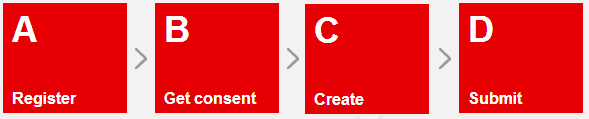 A
Register
B
Get consent
C
Create
D
Submit